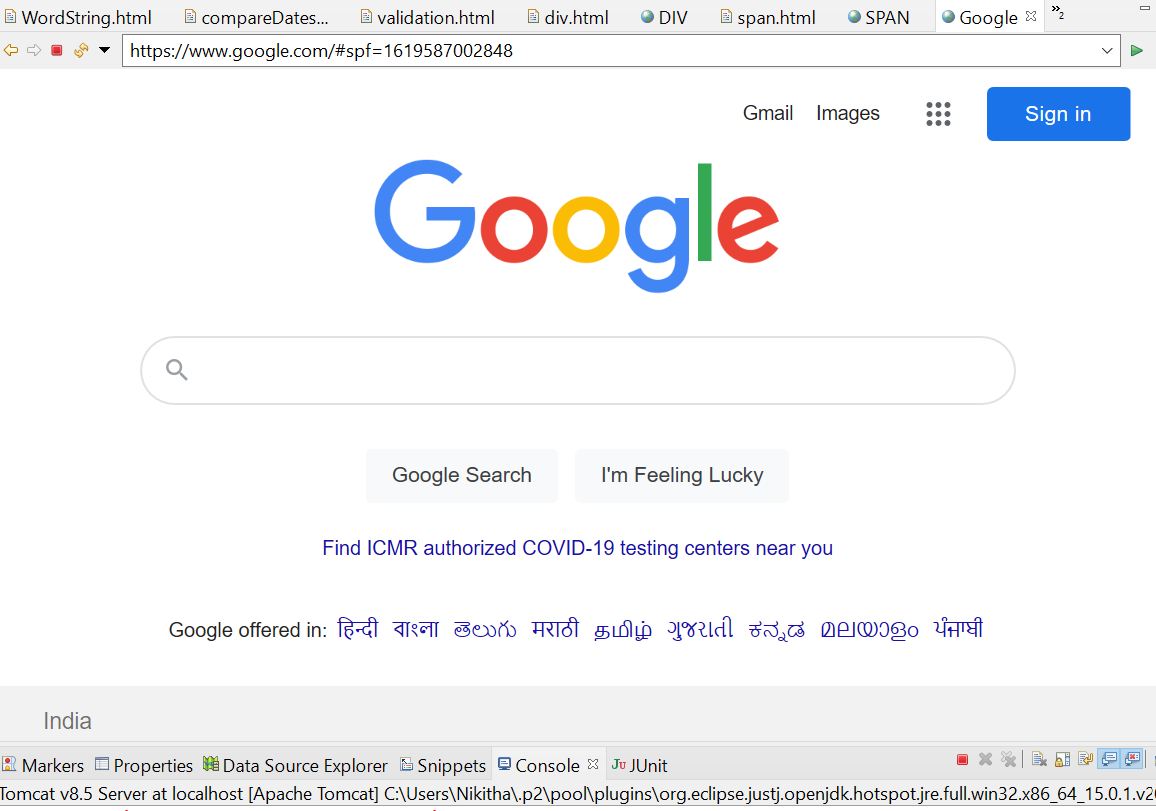 WordString.html compareDates... validation.html div.html DIV span.html SPAN Google »2
https://www.google.com/#spf=1619587002848
Gmail Images Sign in
Google
Google Search I'm Feeling Lucky
Find ICMR authorized COVID-19 testing centers near you
Google offered in: हिन्दी বাংলা తెలుగు मराठी தமிழ் ગુજરાતી ಕನ್ನಡ മലയാളം ਪੰਜਾਬੀ
India
Markers Properties Data Source Explorer Snippets Console JU JUnit
Tomcat v8.5 Server at localhost [Apache Tomcat] C:\Users\Nikitha\.p2\pool\plugins\org.eclipse.justj.openjdk.hotspot.jre.full.win32.x86_64_15.0.1.v20